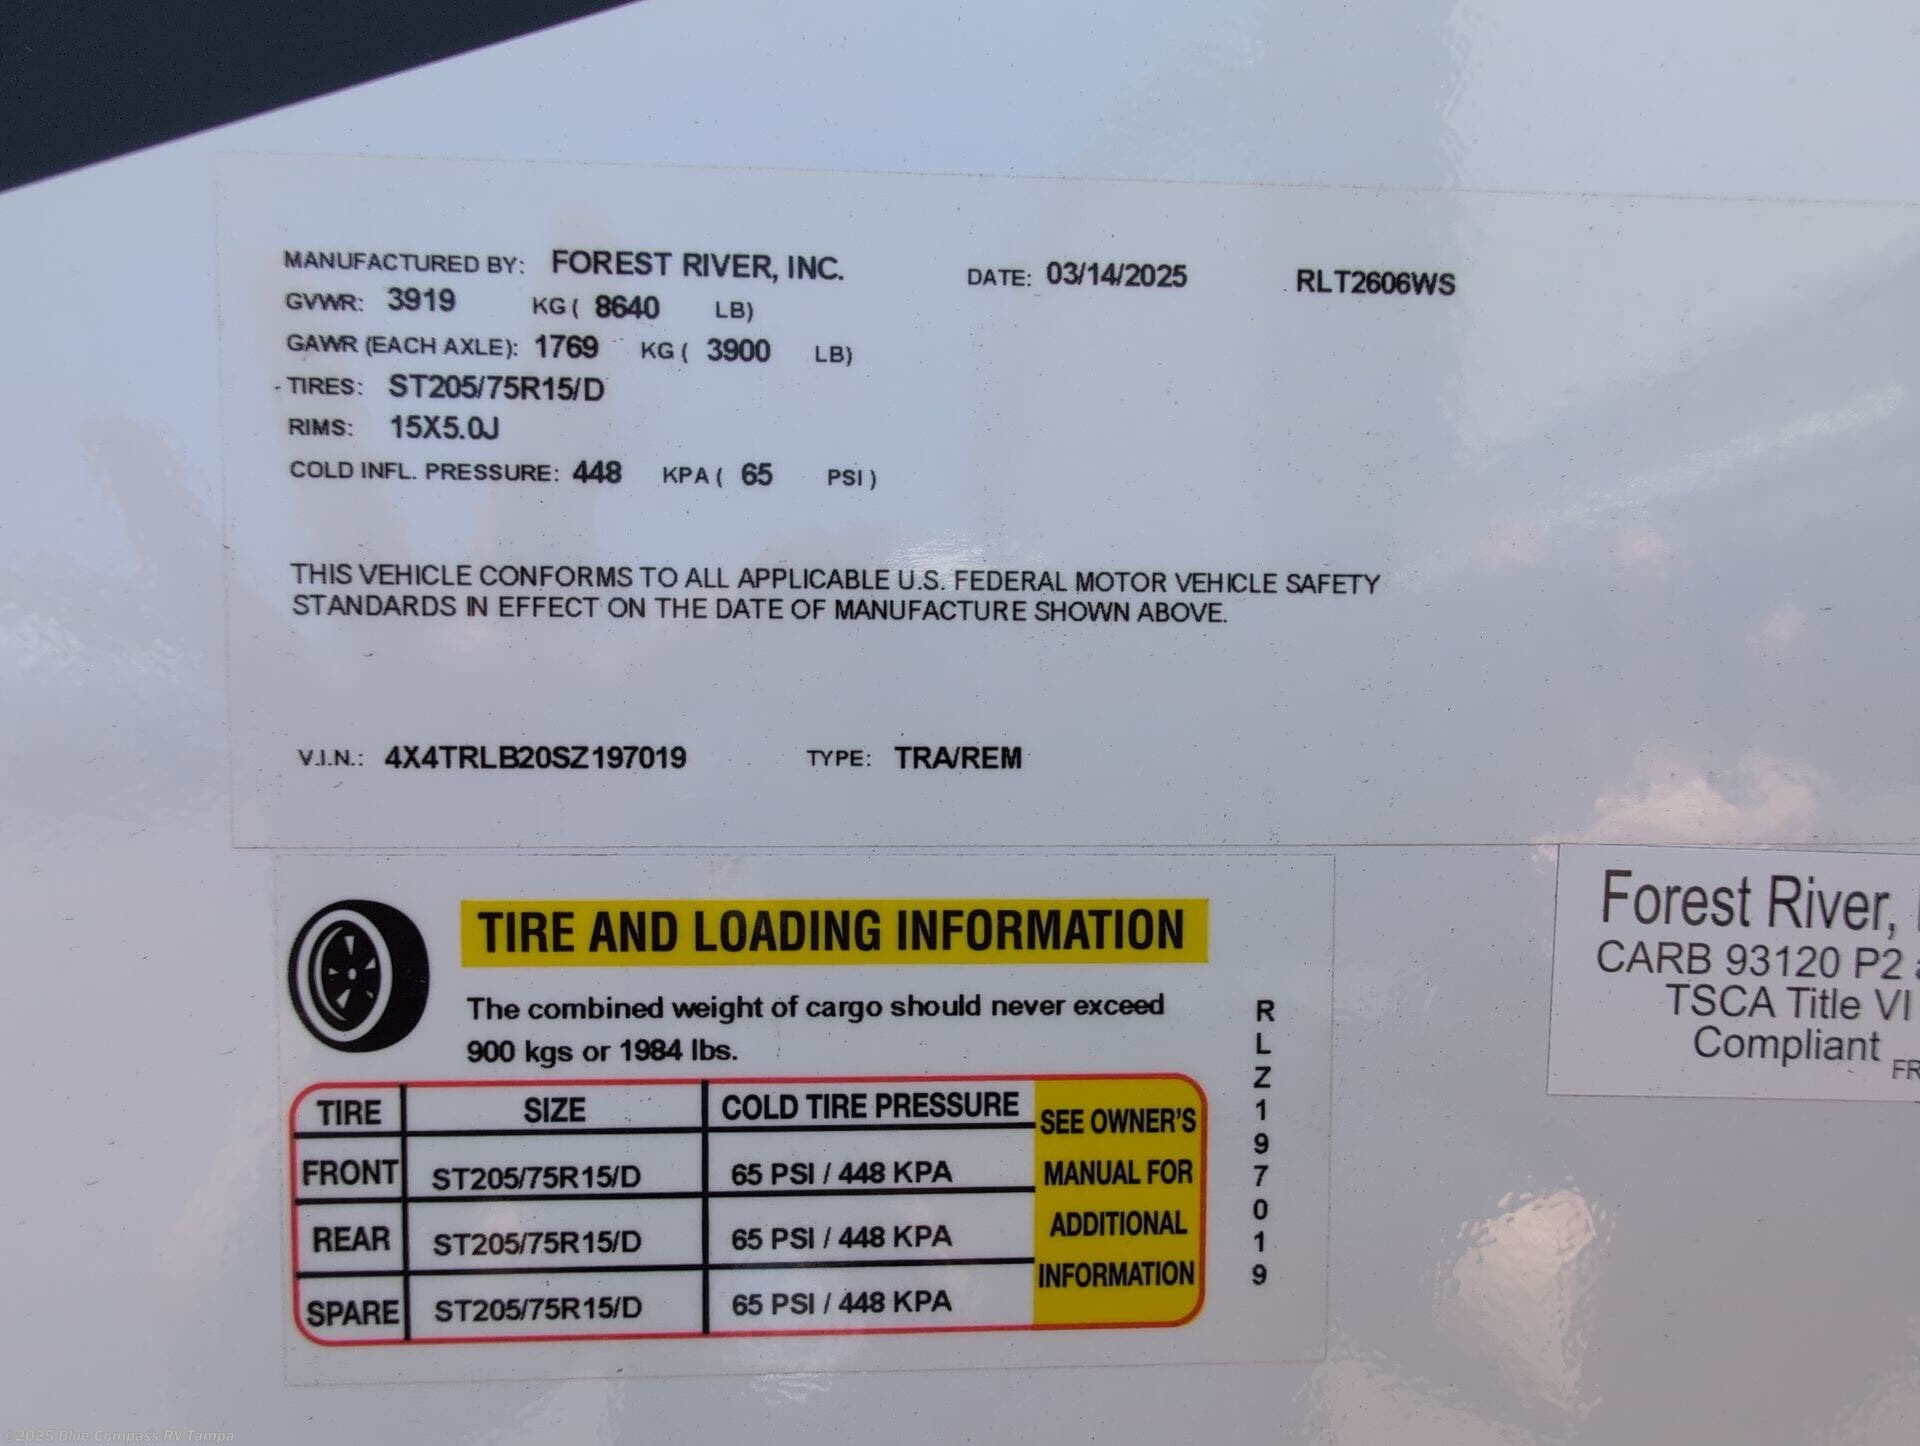 MANUFACTURED BY: FOREST RIVER, INC. DATE: 03/14/2025 RLT2606WS
GVWR: 3919 KG ( 8640 LB)
GAWR (EACH AXLE): 1769 KG ( 3900 LB)
TIRES: ST205/75R15/D
RIMS: 15X5.0J
COLD INFL. PRESSURE: 448 KPA ( 65 PSI )
THIS VEHICLE CONFORMS TO ALL APPLICABLE U.S. FEDERAL MOTOR VEHICLE SAFETY
STANDARDS IN EFFECT ON THE DATE OF MANUFACTURE SHOWN ABOVE.
V.I.N.: 4X4TRLB20SZ197019 TYPE: TRA/REM
TIRE AND LOADING INFORMATION
The combined weight of cargo should never exceed
900 kgs or 1984 lbs.
TIRE SIZE COLD TIRE PRESSURE
FRONT ST205/75R15/D 65 PSI / 448 KPA
REAR ST205/75R15/D 65 PSI / 448 KPA
SPARE ST205/75R15/D 65 PSI / 448 KPA
SEE OWNER'S
MANUAL FOR
ADDITIONAL
INFORMATION
RLZ197019
Forest River,
CARB 93120 P2
TSCA Title VI
Compliant
FR
©2025 Blue Compass RV Tampa